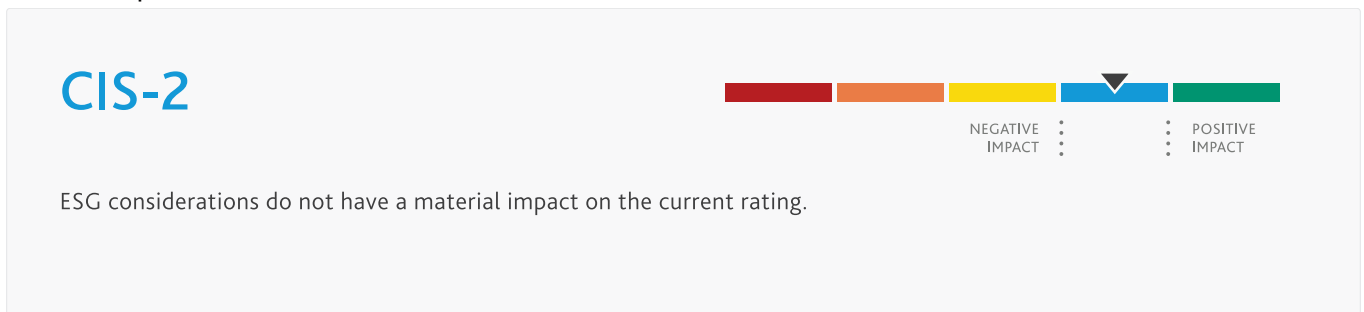 CIS-2
NEGATIVE
IMPACT
POSITIVE
IMPACT
ESG considerations do not have a material impact on the current rating.